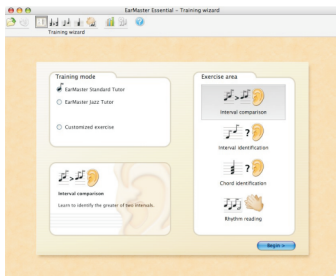 EarMaster Essential - Training wizard
Training wizard
Training mode
EarMaster Standard Tutor
EarMaster Jazz Tutor
Customized exercise
Interval comparison
Learn to identify the greater of two intervals.
Exercise area
Interval comparison
Interval identification
Chord identification
Rhythm reading
Begin >